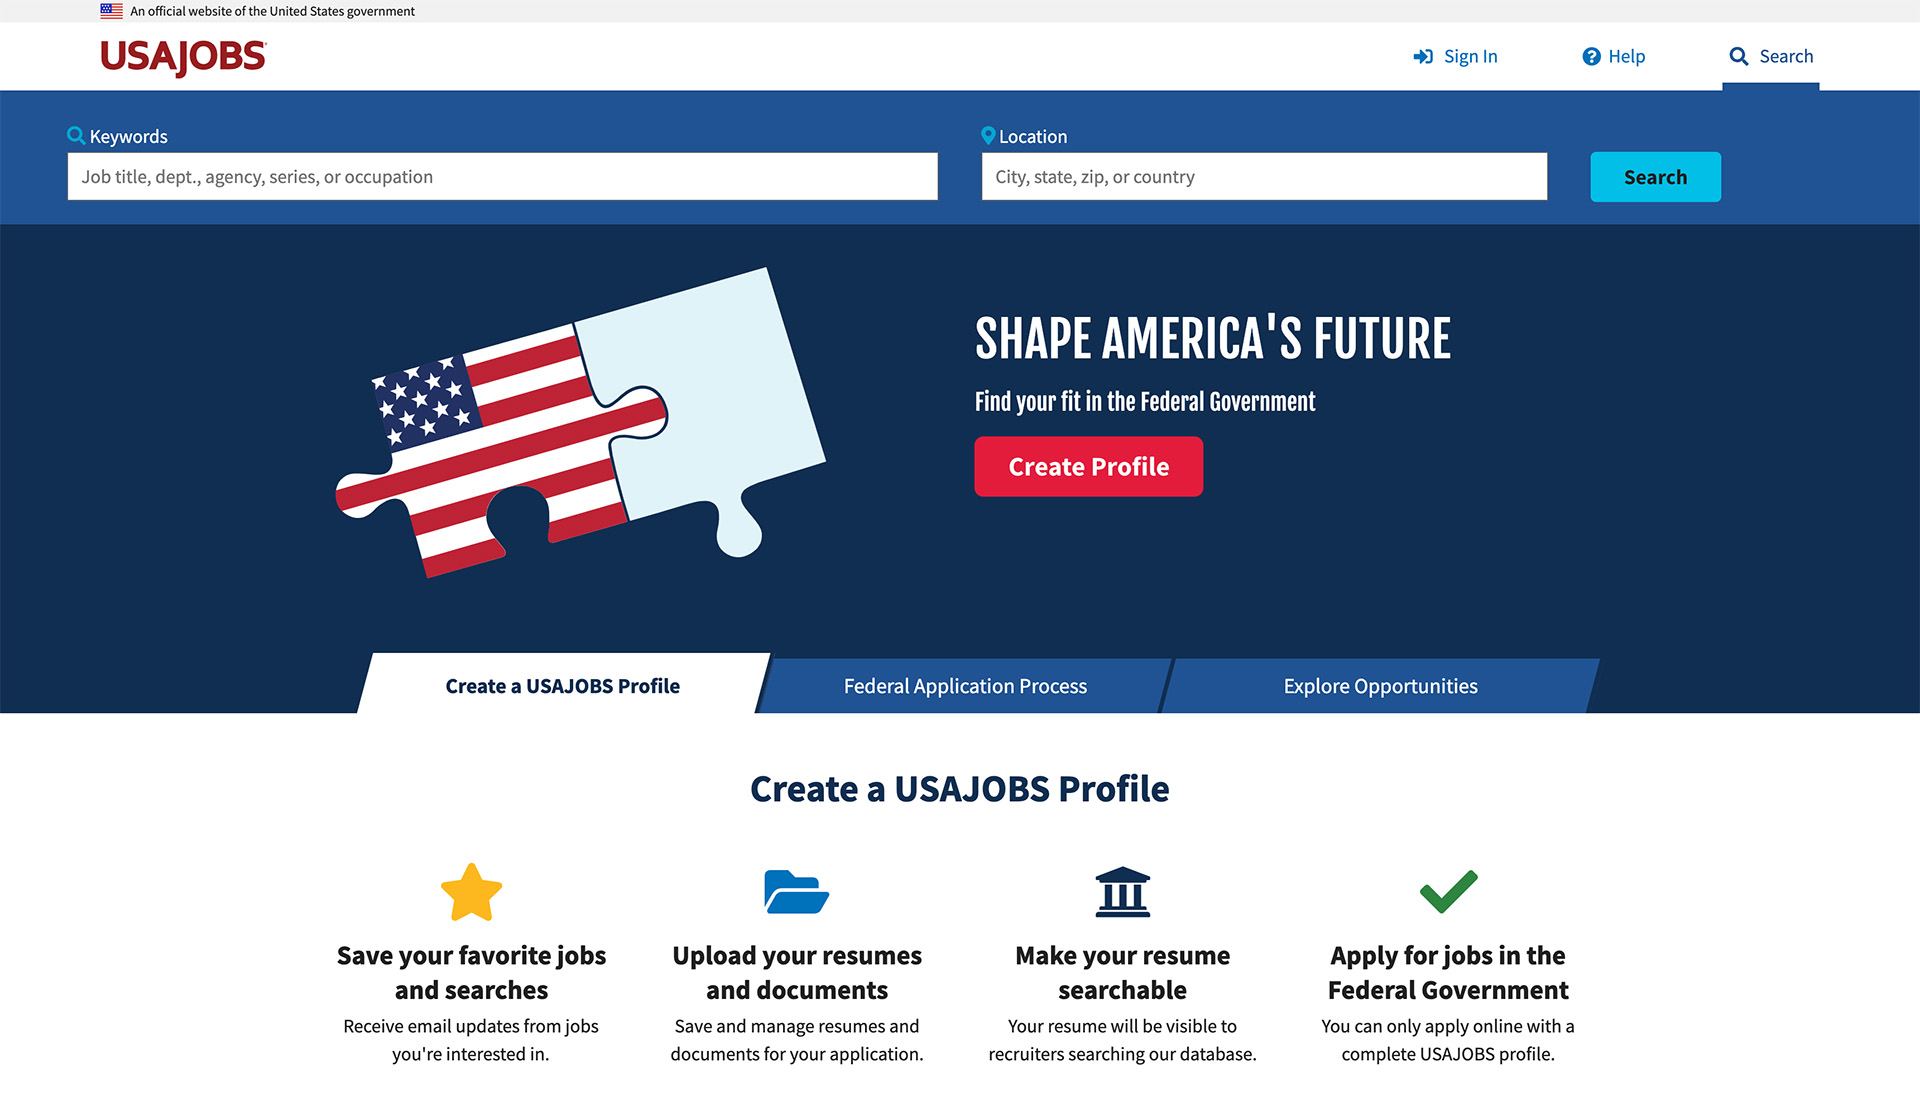 An official website of the United States government
USAJOBS
Sign In
Help
Search
Keywords
Location
Job title, dept., agency, series, or occupation
City, state, zip, or country
Search
SHAPE AMERICA'S FUTURE
Find your fit in the Federal Government
Create Profile
Create a USAJOBS Profile
Federal Application Process
Explore Opportunities
Create a USAJOBS Profile
Save your favorite jobs
and searches
Receive email updates from jobs
you're interested in.
Upload your resumes
and documents
Save and manage resumes and
documents for your application.
Make your resume
searchable
Your resume will be visible to
recruiters searching our database.
Apply for jobs in the
Federal Government
You can only apply online with a
complete USAJOBS profile.